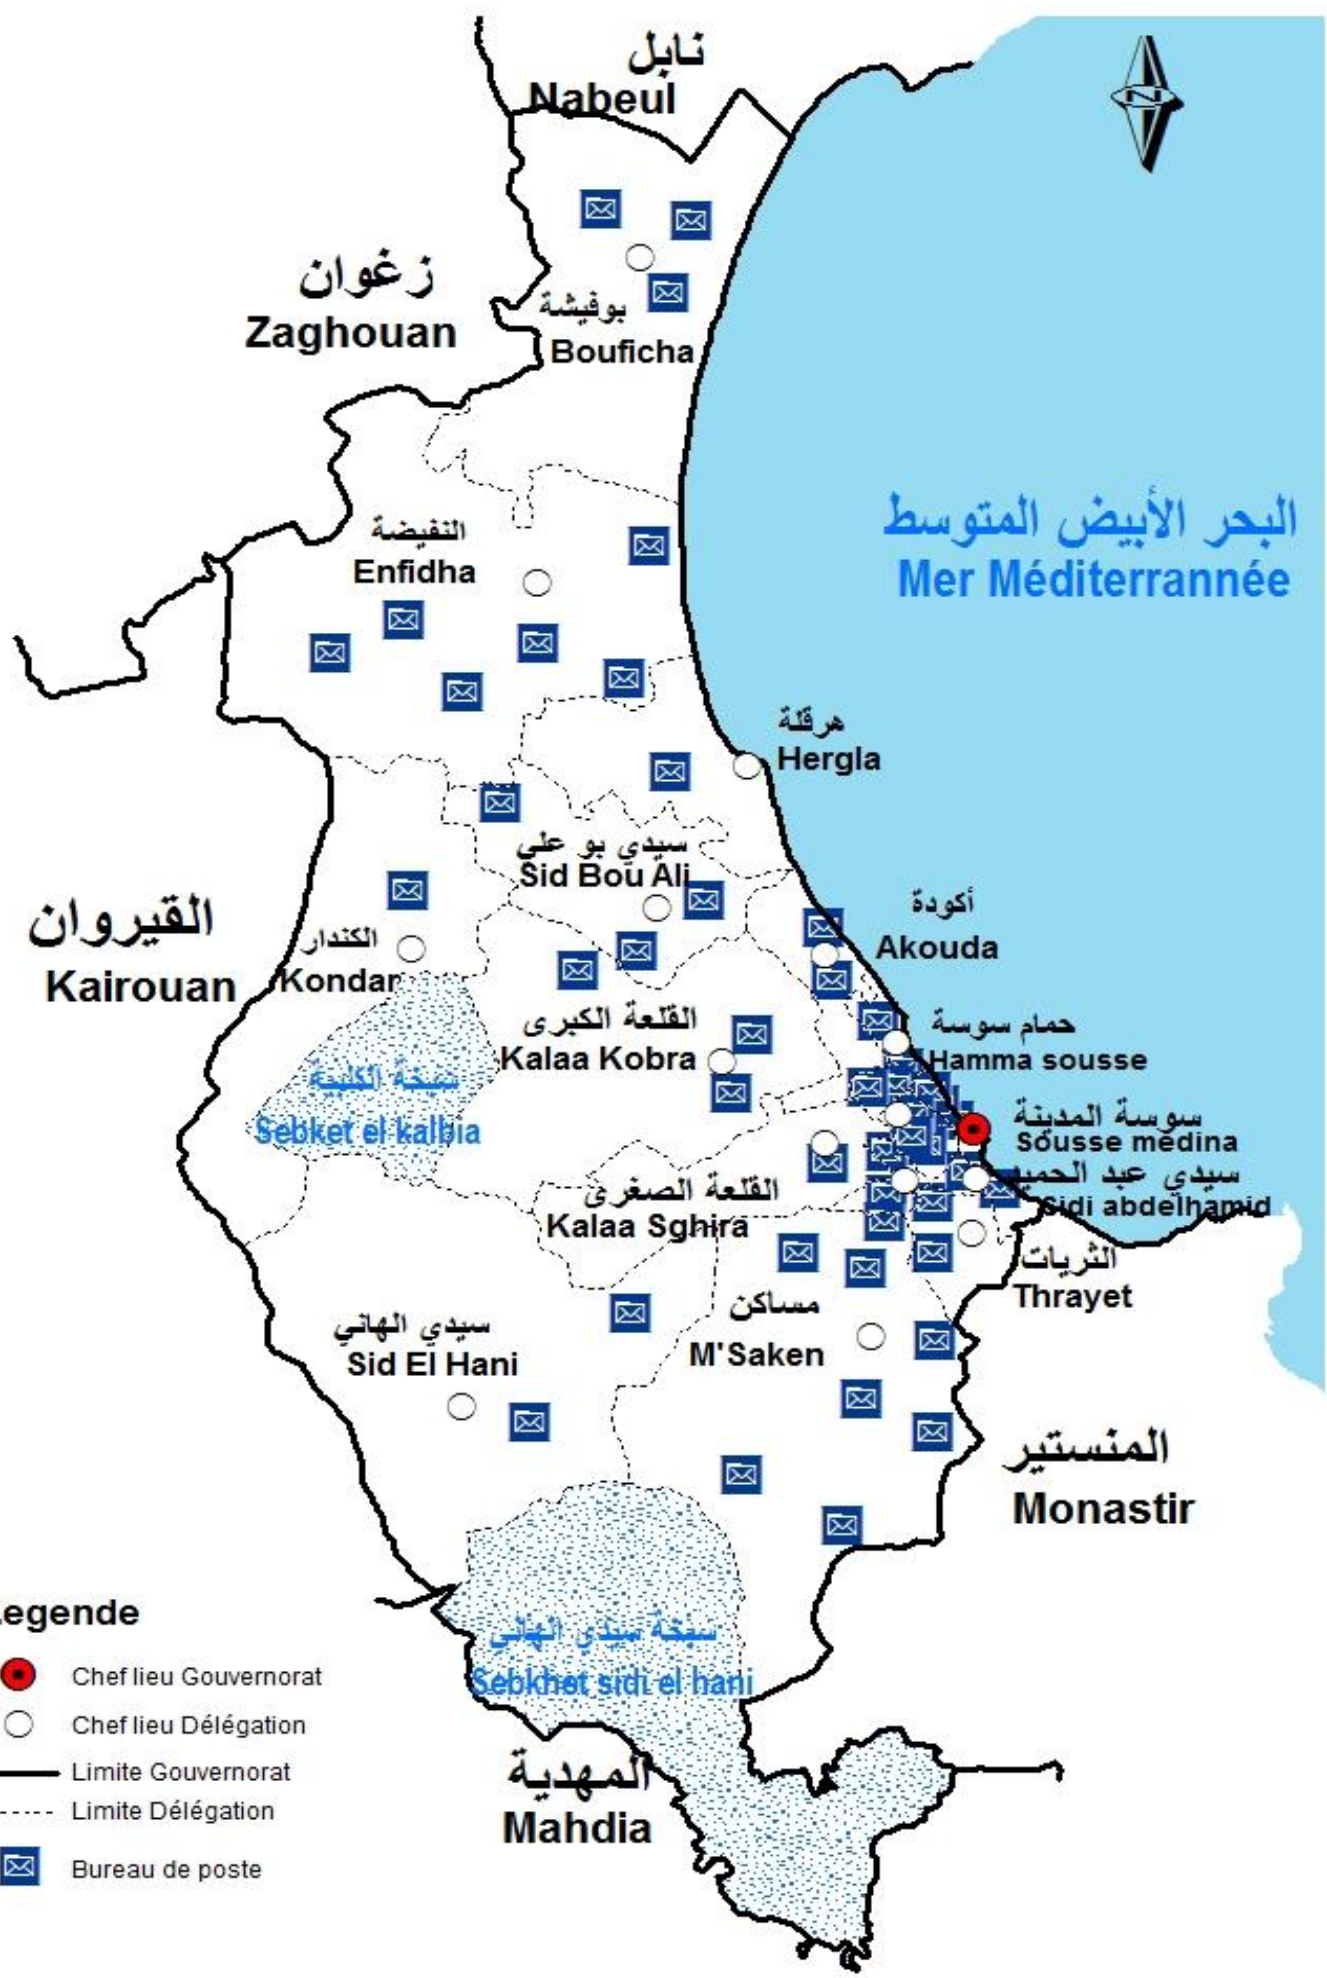 نابل
Nabeul
زغوان
Zaghouan
بوفيشة
Bouficha
البحر الأبيض المتوسط
Mer Méditerrannée
النفيضة
Enfidha
هرقلة
Hergla
سيدي بو علي
Sid Bou Ali
أكودة
Akouda
القيروان
Kairouan
الكندار
Kondar
القلعة الكبرى
Kalaa Kobra
حمام سوسة
Hamma sousse
سبخة الكلبية
Sebket el kalbia
سوسة المدينة
Sousse médina
سيدي عبد الحميد
Sidi abdelhamid
القلعة الصغرى
Kalaa Sghira
الثريات
Thrayet
مساكن
M'Saken
سيدي الهاني
Sid El Hani
المنستير
Monastir
سبخة سيدي الهاني
Sebkhet sidi el hani
المهدية
Mahdia
Legende
Chef lieu Gouvernorat
Chef lieu Délégation
Limite Gouvernorat
Limite Délégation
Bureau de poste
N